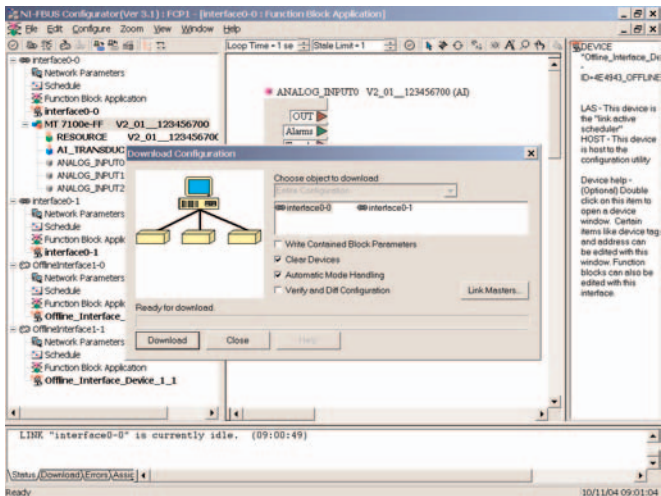 NI-FBUS Configurator(Ver 3.1) : FCP1 - [interface0-0 : Function Block Application]
File Edit Configure Zoom View Window Help
Loop Time = 1 se Stale Limit = 1
interface0-0
Network Parameters
Schedule
Function Block Application
interface0-0
MT 7100e-FF V2_01__123456700
RESOURCE V2_01__12345670
AI_TRANSDUC
ANALOG_INPUT0
ANALOG_INPUT1
ANALOG_INPUT2
interface0-1
Network Parameters
Schedule
Function Block Appli
interface0-1
OfflineInterface1-0
Network Parameters
Schedule
Function Block Appli
Offline_Interface_
OfflineInterface1-1
Network Parameters
Schedule
Function Block Application
Offline_Interface_Device_1_1
ANALOG_INPUT0 V2_01__123456700 (AI)
OUT
Alarms
Download Configuration
Choose object to download
Entire Configuration
interface0-0 interface0-1
Write Contained Block Parameters
Clear Devices
Automatic Mode Handling
Verify and Diff Configuration
Link Masters...
Ready for download.
Download Close Help
DEVICE
"Offline_Interface_De
-
ID=4E4943_OFFLINE
LAS - This device is
the "link active
scheduler"
HOST - This device
is host to the
configuration utility
Device help -
(Optional) Double
click on this item to
open a device
window. Certain
items like device tag
and address can
be edited with this
window. Function
blocks can also be
edited with this
interface.
LINK "interface0-0" is currently idle. (09:00:49)
Status Download Errors Assig
Ready 10/11/04 09:01:04